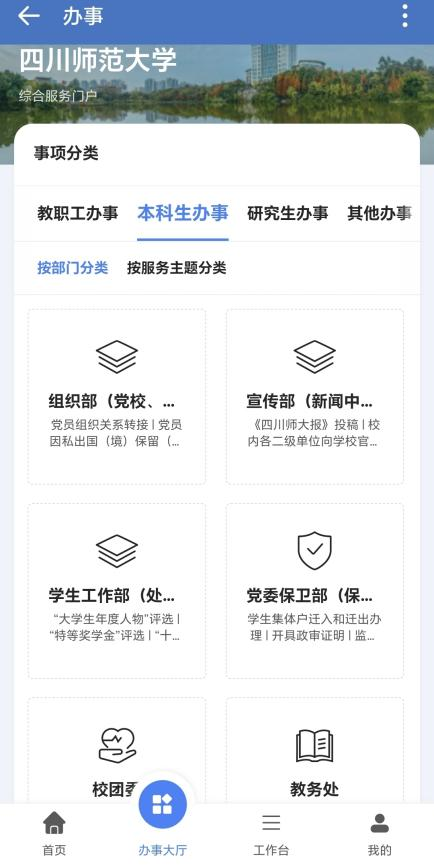 办事
四川师范大学
综合服务门户
事项分类
教职工办事 本科生办事 研究生办事 其他办事
按部门分类 按服务主题分类
组织部（党校、...
党员组织关系转接 | 党员
因私出国（境）保留（...
宣传部（新闻中...
《四川师大报》投稿 | 校
内各二级单位向学校官...
学生工作部（处...
“大学生年度人物”评选 |
“特等奖学金”评选 | “十...
党委保卫部（保...
学生集体户迁入和迁出办
理 | 开具政审证明 | 监...
校团委
教务处
首页 办事大厅 工作台 我的